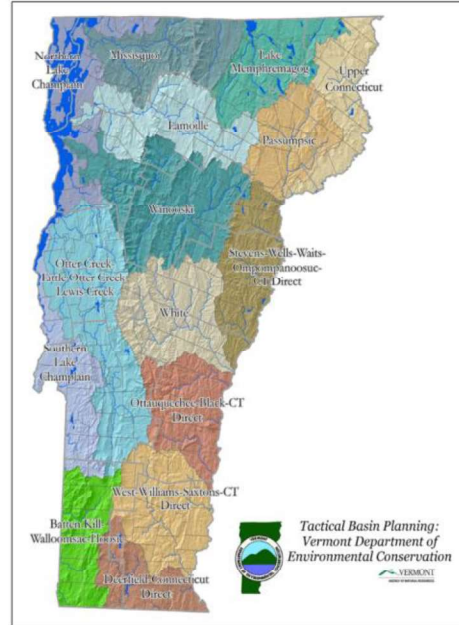 Northern
Lake
Champlain
Missisquoi
Lake
Memphremagog
Upper
Connecticut
Lamoille
Passumpsic
Winooski
Stevens-Wells-Waits-
Ompompanoosuc-
CT Direct
Otter Creek
Little Otter Creek
Lewis Creek
White
Southern
Lake
Champlain
Ottauquechee-Black-CT
Direct
West-Williams-Saxtons-CT
Direct
Batten Kill
Walloomsac-Hoosic
Deerfield-Connecticut
Direct
Tactical Basin Planning:
Vermont Department of
Environmental Conservation
VERMONT